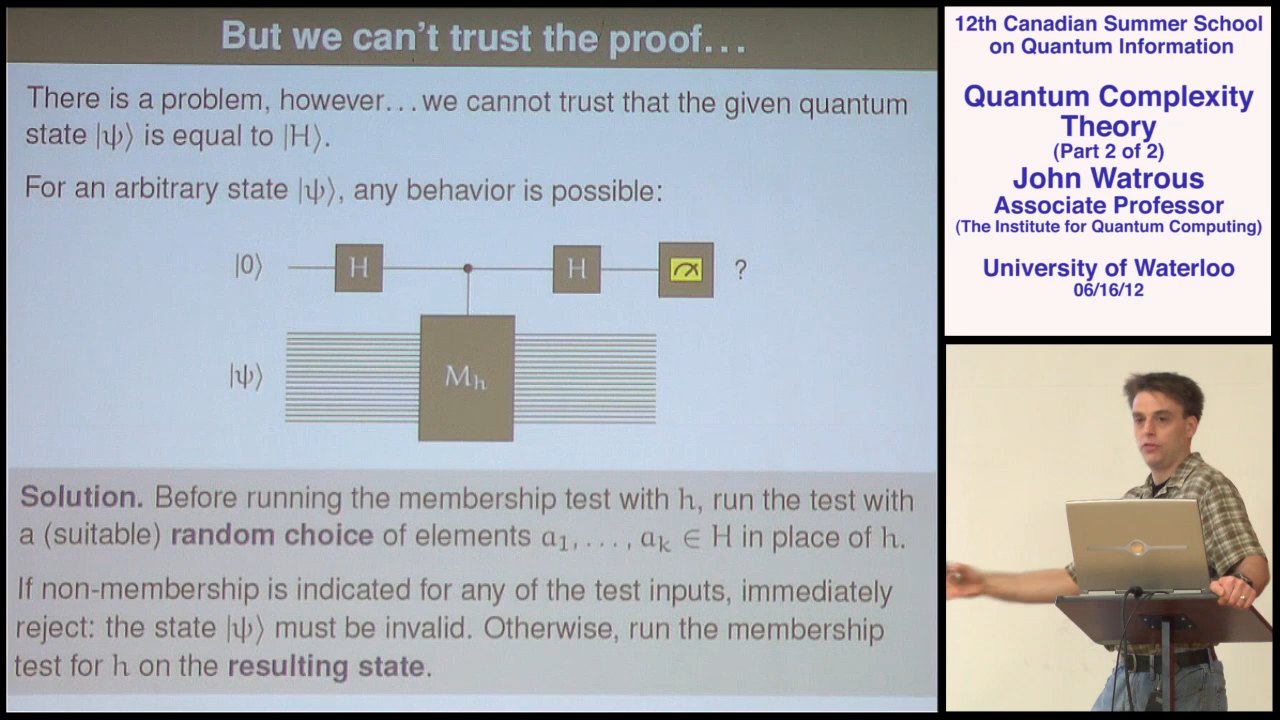 But we can't trust the proof...
There is a problem, however...we cannot trust that the given quantum
state |ψ⟩ is equal to |H⟩.
For an arbitrary state |ψ⟩, any behavior is possible:
|0⟩ H H ?
|ψ⟩ Mₕ
Solution. Before running the membership test with h, run the test with
a (suitable) random choice of elements a₁,...,aₖ ∈ H in place of h.
If non-membership is indicated for any of the test inputs, immediately
reject: the state |ψ⟩ must be invalid. Otherwise, run the membership
test for h on the resulting state.
12th Canadian Summer School
on Quantum Information
Quantum Complexity
Theory
(Part 2 of 2)
John Watrous
Associate Professor
(The Institute for Quantum Computing)
University of Waterloo
06/16/12